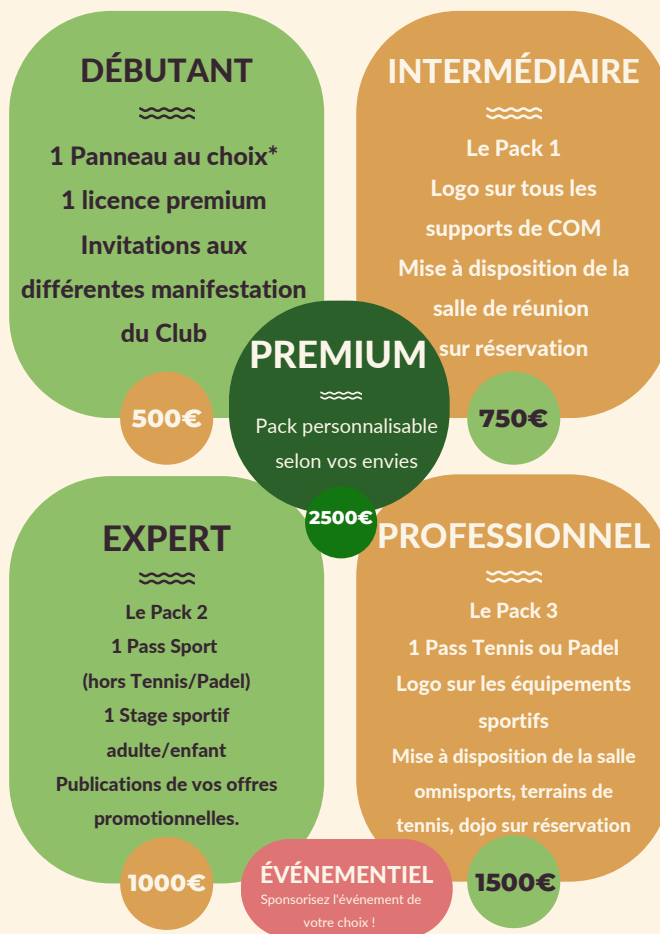 DÉBUTANT
1 Panneau au choix*
1 licence premium
Invitations aux
différentes manifestation
du Club
500€
INTERMÉDIAIRE
Le Pack 1
Logo sur tous les
supports de COM
Mise à disposition de la
salle de réunion
sur réservation
750€
PREMIUM
Pack personnalisable
selon vos envies
2500€
EXPERT
Le Pack 2
1 Pass Sport
(hors Tennis/Padel)
1 Stage sportif
adulte/enfant
Publications de vos offres
promotionnelles.
1000€
PROFESSIONNEL
Le Pack 3
1 Pass Tennis ou Padel
Logo sur les équipements
sportifs
Mise à disposition de la salle
omnisports, terrains de
tennis, dojo sur réservation
1500€
ÉVÉNEMENTIEL
Sponsorisez l'événement de
votre choix !